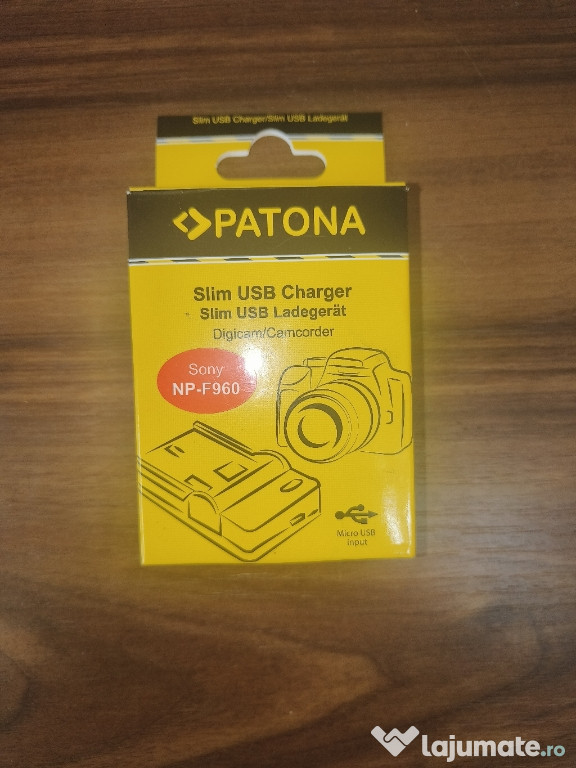 Slim USB Charger/Slim USB Ladegerät
PATONA
Slim USB Charger
Slim USB Ladegerät
Digicam/Camcorder
Sony
NP-F960
Micro USB
input
lajumate.ro